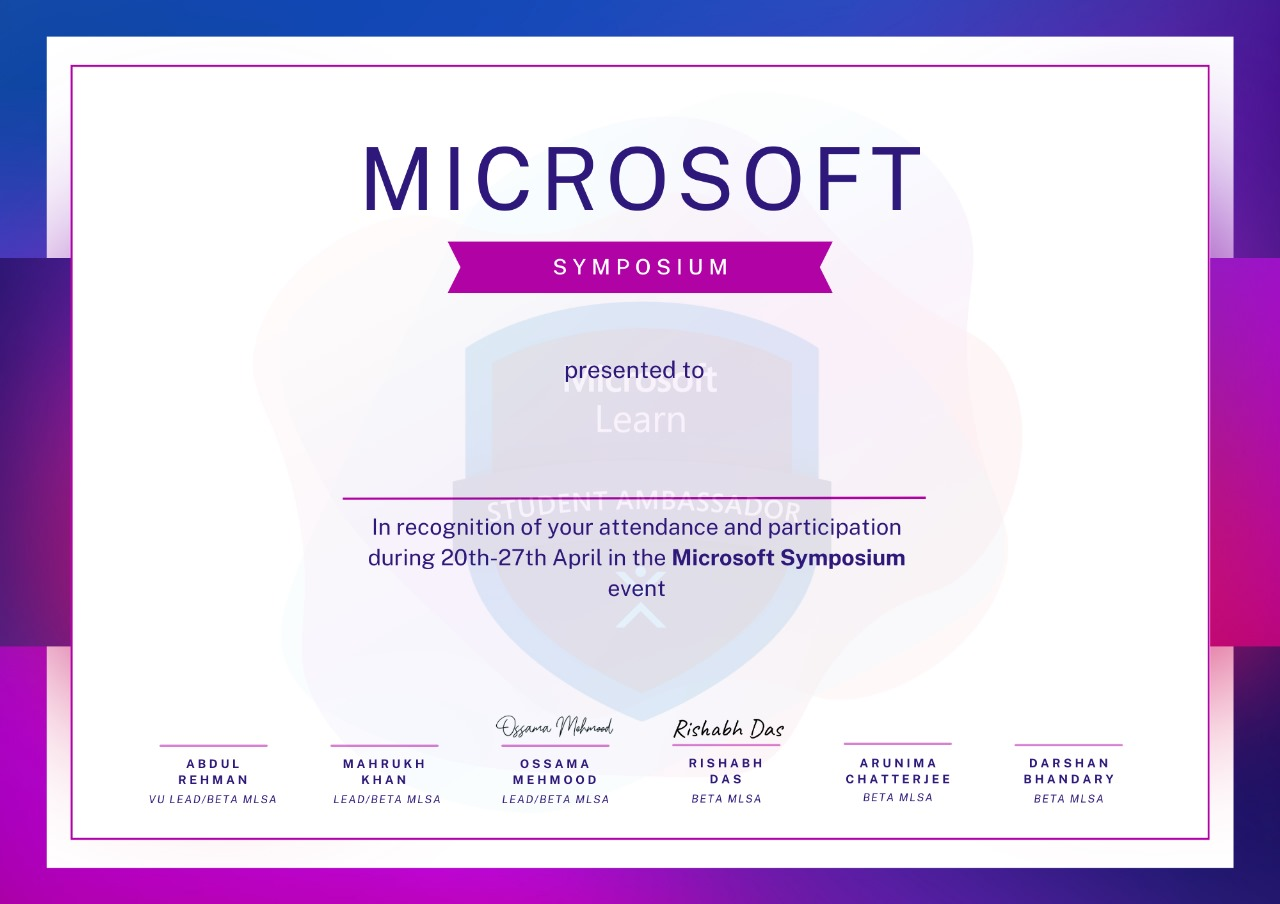 MICROSOFT
SYMPOSIUM
presented to
Microsoft
Learn
STUDENT AMBASSADOR
In recognition of your attendance and participation
during 20th-27th April in the Microsoft Symposium
event
Ossama Mehmood Rishabh Das
ABDUL MAHRUKH OSSAMA RISHABH ARUNIMA DARSHAN
REHMAN KHAN MEHMOOD DAS CHATTERJEE BHANDARY
VU LEAD/BETA MLSA LEAD/BETA MLSA LEAD/BETA MLSA BETA MLSA BETA MLSA BETA MLSA